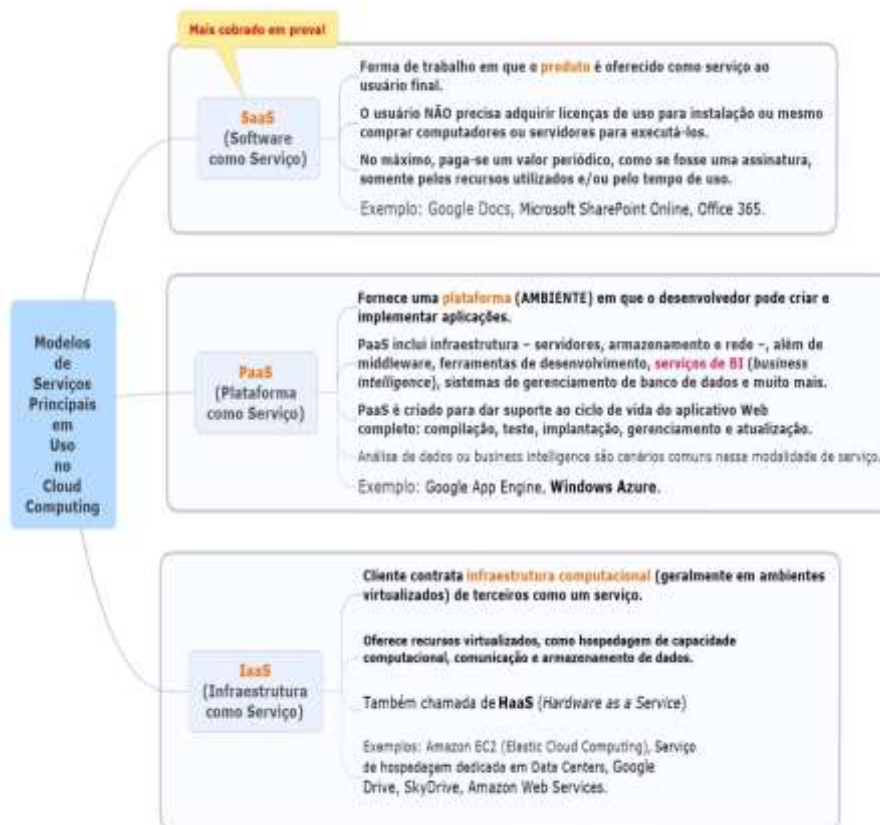 Mais cobrado em prova!
Modelos
de
Serviços
Principais
em
Uso
no
Cloud
Computing
SaaS
(Software
como Serviço)
Forma de trabalho em que o produto é oferecido como serviço ao
usuário final.
O usuário NÃO precisa adquirir licenças de uso para instalação ou mesmo
comprar computadores ou servidores para executá-los.
No máximo, paga-se um valor periódico, como se fosse uma assinatura,
somente pelos recursos utilizados e/ou pelo tempo de uso.
Exemplo: Google Docs, Microsoft SharePoint Online, Office 365.
PaaS
(Plataforma
como Serviço)
Fornece uma plataforma (AMBIENTE) em que o desenvolvedor pode criar e
implementar aplicações.
PaaS inclui infraestrutura – servidores, armazenamento e rede –, além de
middleware, ferramentas de desenvolvimento, serviços de BI (business
intelligence), sistemas de gerenciamento de banco de dados e muito mais.
PaaS é criado para dar suporte ao ciclo de vida do aplicativo Web
completo: compilação, teste, implantação, gerenciamento e atualização.
Análise de dados ou business intelligence são cenários comuns nessa modalidade de serviço.
Exemplo: Google App Engine, Windows Azure.
IaaS
(Infraestrutura
como Serviço)
Cliente contrata infraestrutura computacional (geralmente em ambientes
virtualizados) de terceiros como um serviço.
Oferece recursos virtualizados, como hospedagem de capacidade
computacional, comunicação e armazenamento de dados.
Também chamada de HaaS (Hardware as a Service)
Exemplos: Amazon EC2 (Elastic Cloud Computing), Serviço
de hospedagem dedicada em Data Centers, Google
Drive, SkyDrive, Amazon Web Services.